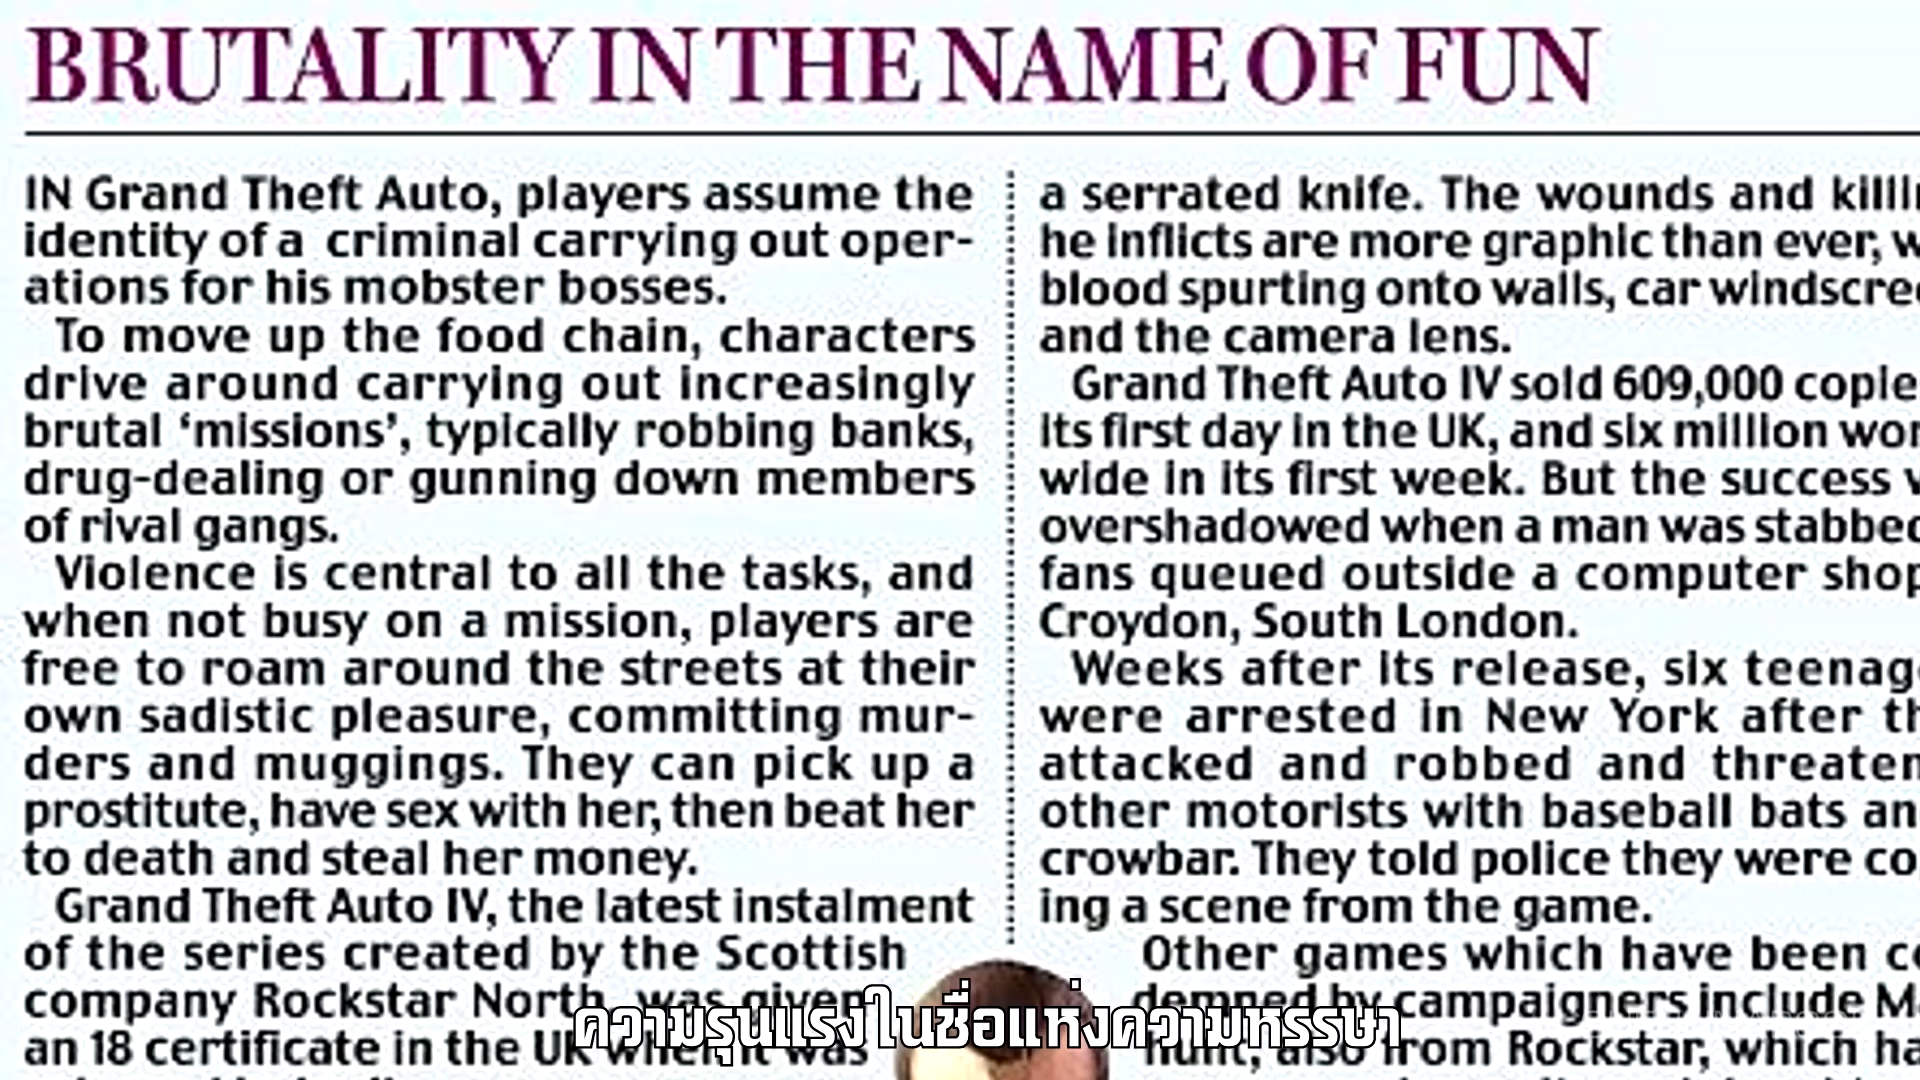 BRUTALITY IN THE NAME OF FUN
IN Grand Theft Auto, players assume the
identity of a criminal carrying out oper-
ations for his mobster bosses.
To move up the food chain, characters
drive around carrying out increasingly
brutal ‘missions’, typically robbing banks,
drug-dealing or gunning down members
of rival gangs.
Violence is central to all the tasks, and
when not busy on a mission, players are
free to roam around the streets at their
own sadistic pleasure, committing mur-
ders and muggings. They can pick up a
prostitute, have sex with her, then beat her
to death and steal her money.
Grand Theft Auto IV, the latest instalment
of the series created by the Scottish
company Rockstar North, was given
an 18 certificate in the UK when it was
a serrated knife. The wounds and
he inflicts are more graphic than ever,
blood spurting onto walls, car
and the camera lens.
Grand Theft Auto IV sold 609,000
its first day in the UK, and six million
wide in its first week. But the success
overshadowed when a man was
fans queued outside a computer
Croydon, South London.
Weeks after its release, six
were arrested in New York after
attacked and robbed and
other motorists with baseball bats
crowbar. They told police they were
ing a scene from the game.
Other games which have been
demned by campaigners include
hunt, also from Rockstar, which
ความรุนแรงในชื่อแห่งความหรรษา